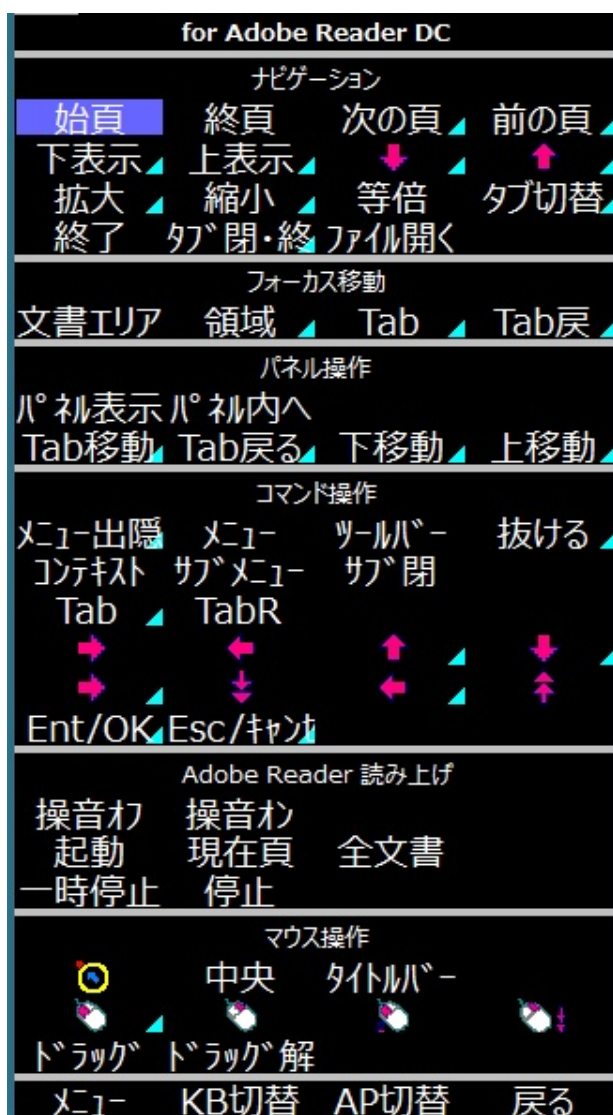 for Adobe Reader DC
ナビゲーション
始頁 終頁 次の頁 前の頁
下表示 上表示
拡大 縮小 等倍 タブ切替
終了 ﾀﾌﾞ閉・終 ﾌｧｲﾙ開く
フォーカス移動
文書エリア 領域 Tab Tab戻
パネル操作
ﾊﾟﾈﾙ表示 ﾊﾟﾈﾙ内へ
Tab移動 Tab戻る 下移動 上移動
コマンド操作
ﾒﾆｭｰ出隠 ﾒﾆｭｰ ﾂｰﾙﾊﾞｰ 抜ける
ｺﾝﾃｷｽﾄ ｻﾌﾞﾒﾆｭｰ ｻﾌﾞ閉
Tab TabR
Ent/OK Esc/ｷｬﾝｾ
Adobe Reader 読み上げ
操音ｵﾌ 操音ｵﾝ
起動 現在頁 全文書
一時停止 停止
マウス操作
中央 ﾀｲﾄﾙﾊﾞｰ
ﾄﾞﾗｯｸﾞ ﾄﾞﾗｯｸﾞ解
ﾒﾆｭｰ KB切替 AP切替 戻る